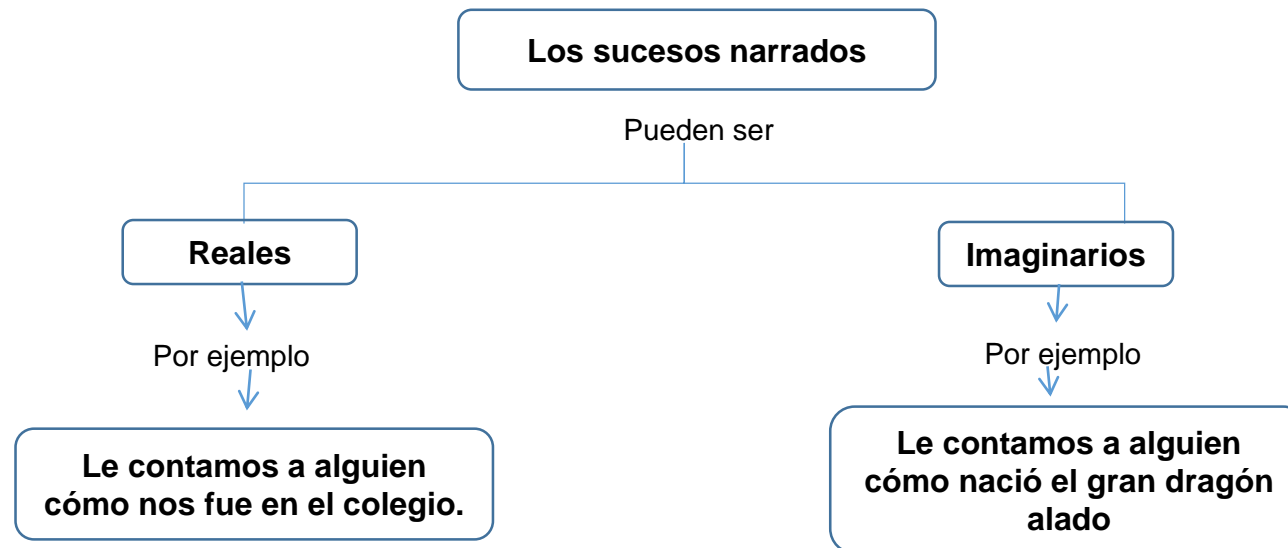 Los sucesos narrados
Pueden ser
Reales
Imaginarios
Por ejemplo
Por ejemplo
Le contamos a alguien
cómo nos fue en el colegio.
Le contamos a alguien
cómo nació el gran dragón
alado